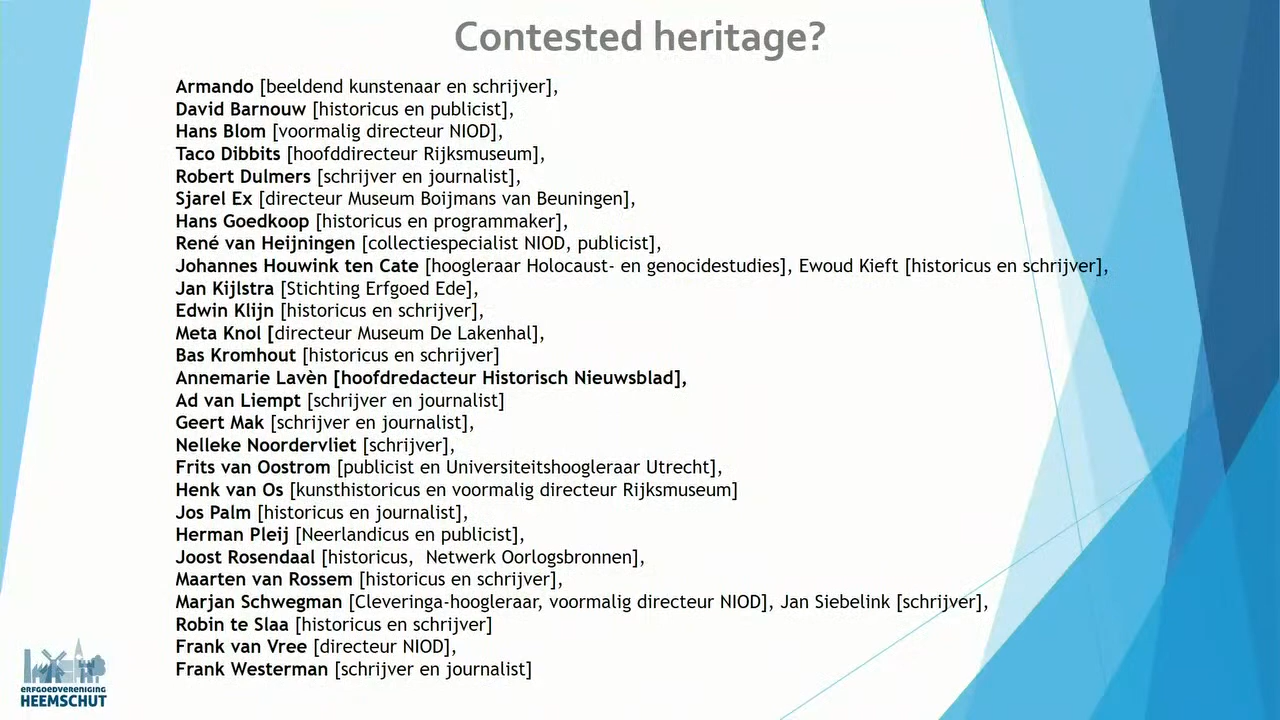 Contested heritage?
Armando [beeldend kunstenaar en schrijver],
David Barnouw [historicus en publicist],
Hans Blom [voormalig directeur NIOD],
Taco Dibbits [hoofddirecteur Rijksmuseum],
Robert Dulmers [schrijver en journalist],
Sjarel Ex [directeur Museum Boijmans van Beuningen],
Hans Goedkoop [historicus en programmaker],
René van Heijningen [collectiespecialist NIOD, publicist],
Johannes Houwink ten Cate [hoogleraar Holocaust- en genocidestudies], Ewoud Kieft [historicus en schrijver],
Jan Kijlstra [Stichting Erfgoed Ede],
Edwin Klijn [historicus en schrijver],
Meta Knol [directeur Museum De Lakenhal],
Bas Kromhout [historicus en schrijver]
Annemarie Lavèn [hoofdredacteur Historisch Nieuwsblad],
Ad van Liempt [schrijver en journalist]
Geert Mak [schrijver en journalist],
Nelleke Noordervliet [schrijver],
Frits van Oostrom [publicist en Universiteitshoogleraar Utrecht],
Henk van Os [kunsthistoricus en voormalig directeur Rijksmuseum]
Jos Palm [historicus en journalist],
Herman Pleij [Neerlandicus en publicist],
Joost Rosendaal [historicus, Netwerk Oorlogsbronnen],
Maarten van Rossem [historicus en schrijver],
Marjan Schwegman [Cleveringa-hoogleraar, voormalig directeur NIOD], Jan Siebelink [schrijver],
Robin te Slaa [historicus en schrijver]
Frank van Vree [directeur NIOD],
Frank Westerman [schrijver en journalist]
ERFGOEDVERENIGING
HEEMSCHUT